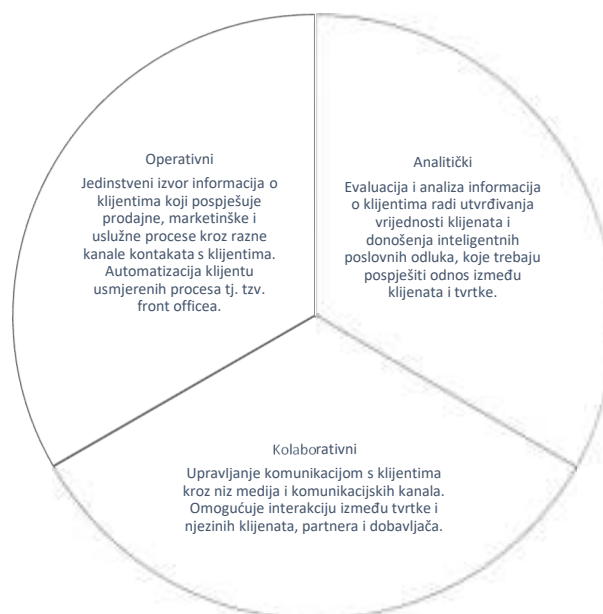 Operativni
Jedinstveni izvor informacija o
klijentima koji pospješuje
prodajne, marketinške i
uslužne procese kroz razne
kanale kontakata s klijentima.
Automatizacija klijentu
usmjerenih procesa tj. tzv.
front officea.
Analitički
Evaluacija i analiza informacija
o klijentima radi utvrđivanja
vrijednosti klijenata i
donošenja inteligentnih
poslovnih odluka, koje trebaju
pospješiti odnos između
klijenata i tvrtke.
Kolaborativni
Upravljanje komunikacijom s klijentima
kroz niz medija i komunikacijskih kanala.
Omogućuje interakciju između tvrtke i
njezinih klijenata, partnera i dobavljača.